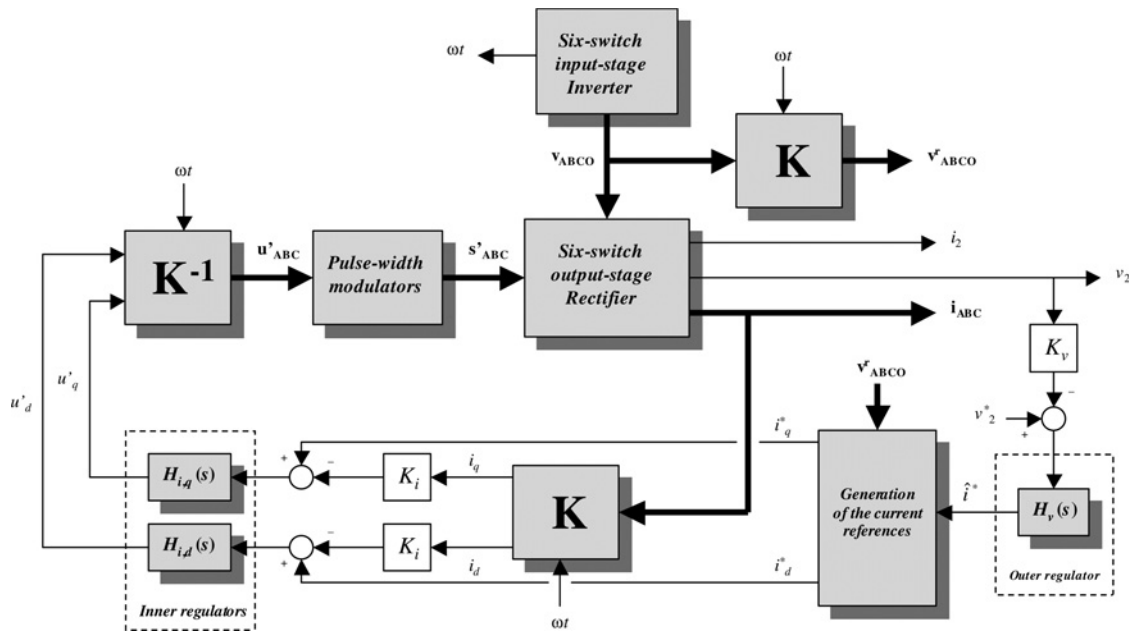 Six-switch
input-stage
Inverter
ωt
ωt
v_ABCO
K
v^r_ABCO
ωt
K^-1
u'_ABC
Pulse-width
modulators
s'_ABC
Six-switch
output-stage
Rectifier
i_2
v_2
i_ABC
K_v
−
v*_2
+
u'_d
u'_q
v^r_ABCO
i*_q
Generation
of the current
references
î*
H_v(s)
Outer regulator
+
−
K_i
i_q
H_i,q(s)
K
H_i,d(s)
−
+
K_i
i_d
i*_d
Inner regulators
ωt